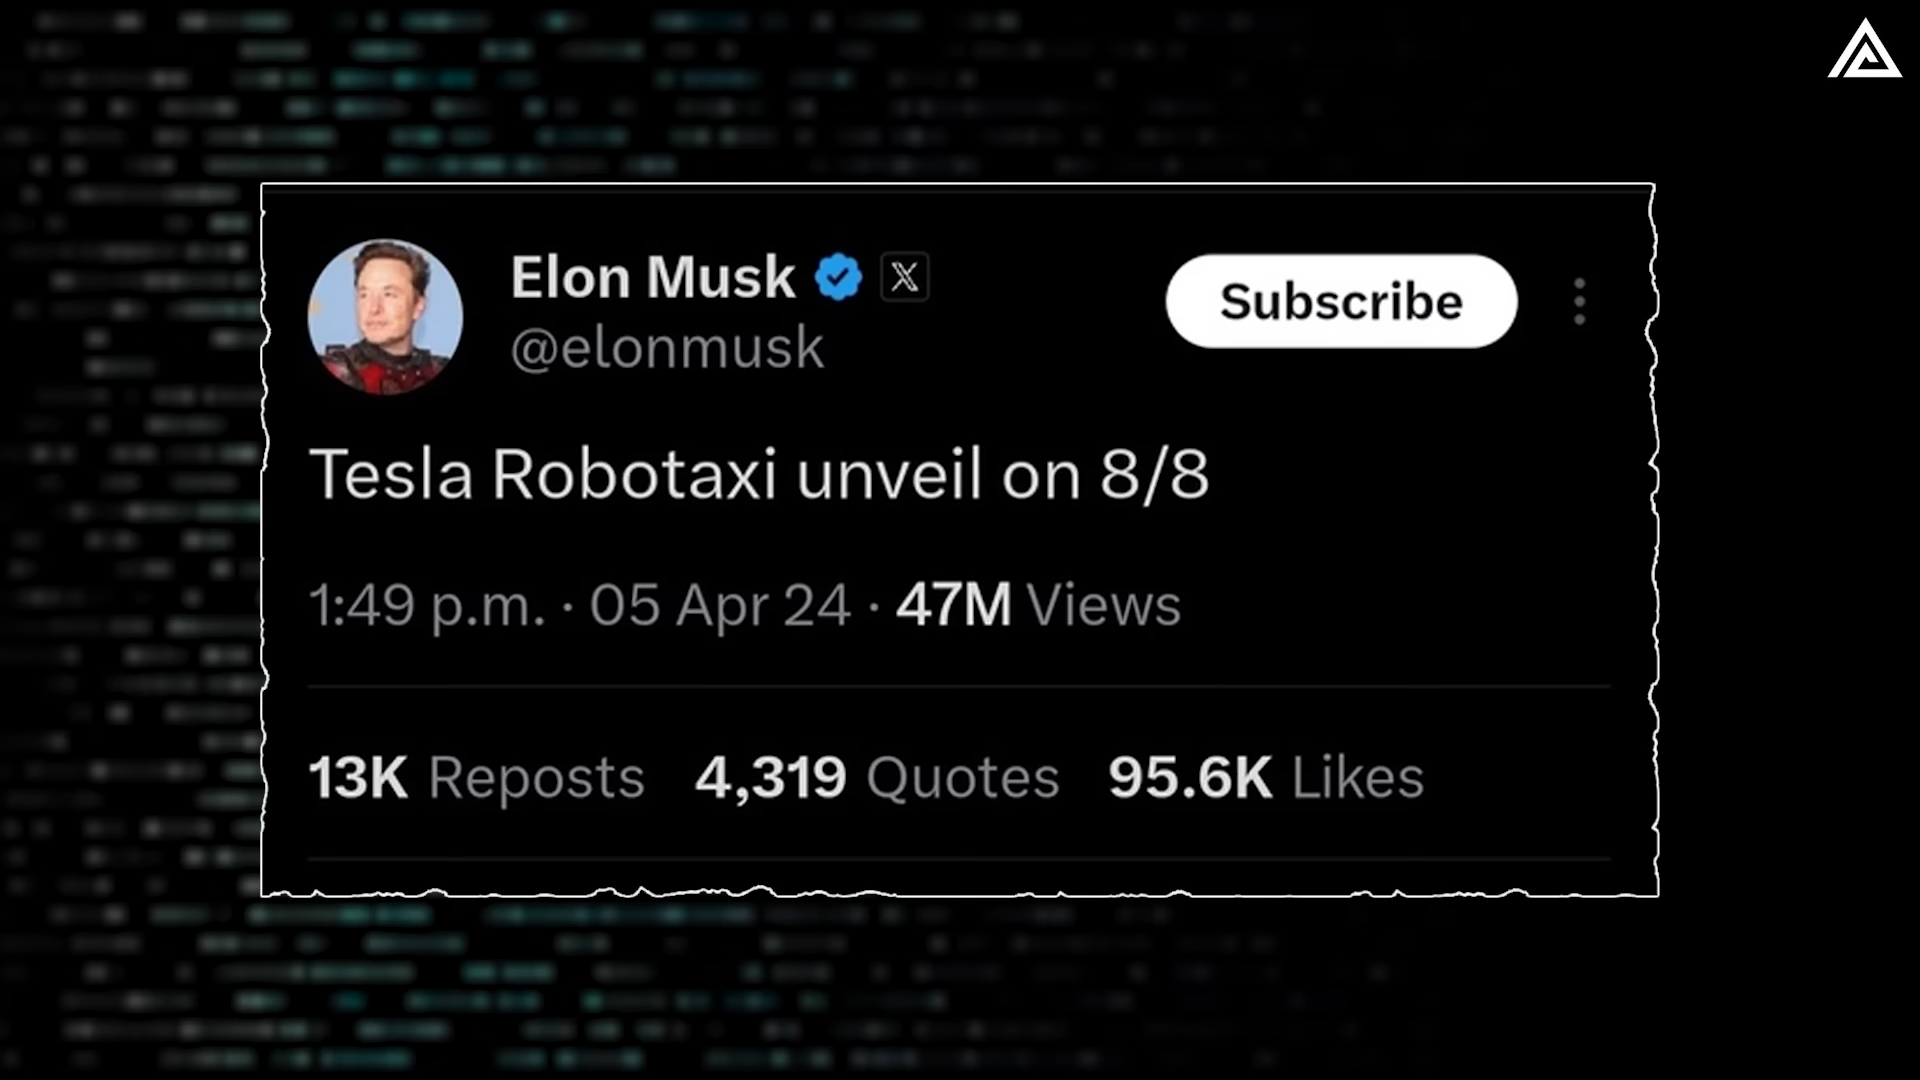 Elon Musk
@elonmusk
Subscribe
Tesla Robotaxi unveil on 8/8
1:49 p.m. · 05 Apr 24 · 47M Views
13K Reposts 4,319 Quotes 95.6K Likes